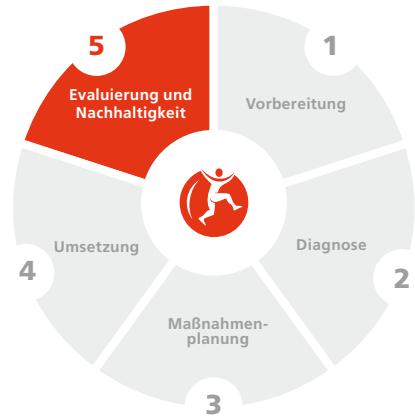 1
Vorbereitung
2
Diagnose
3
Maßnahmen-
planung
4
Umsetzung
5
Evaluierung und
Nachhaltigkeit